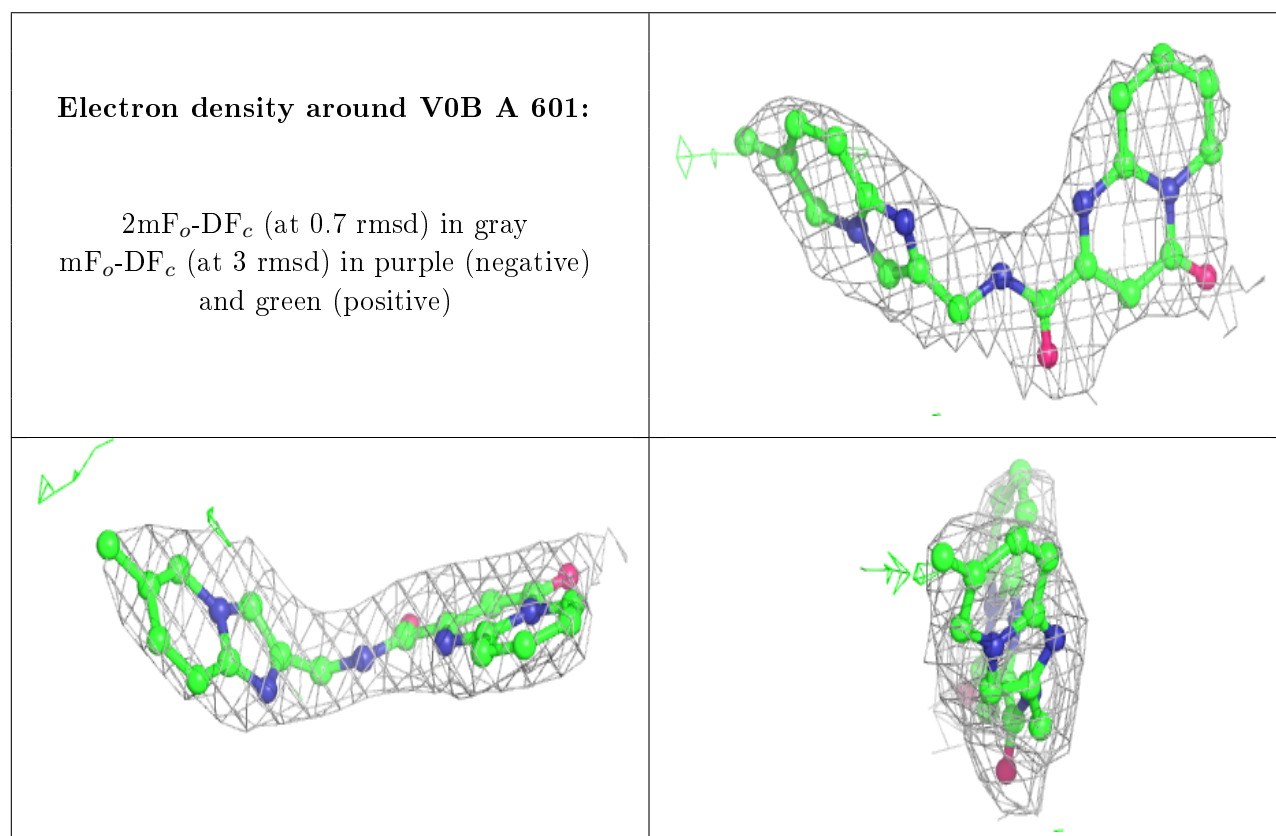 Electron density around V0B A 601:
2mFo-DFc (at 0.7 rmsd) in gray
mFo-DFc (at 3 rmsd) in purple (negative)
and green (positive)